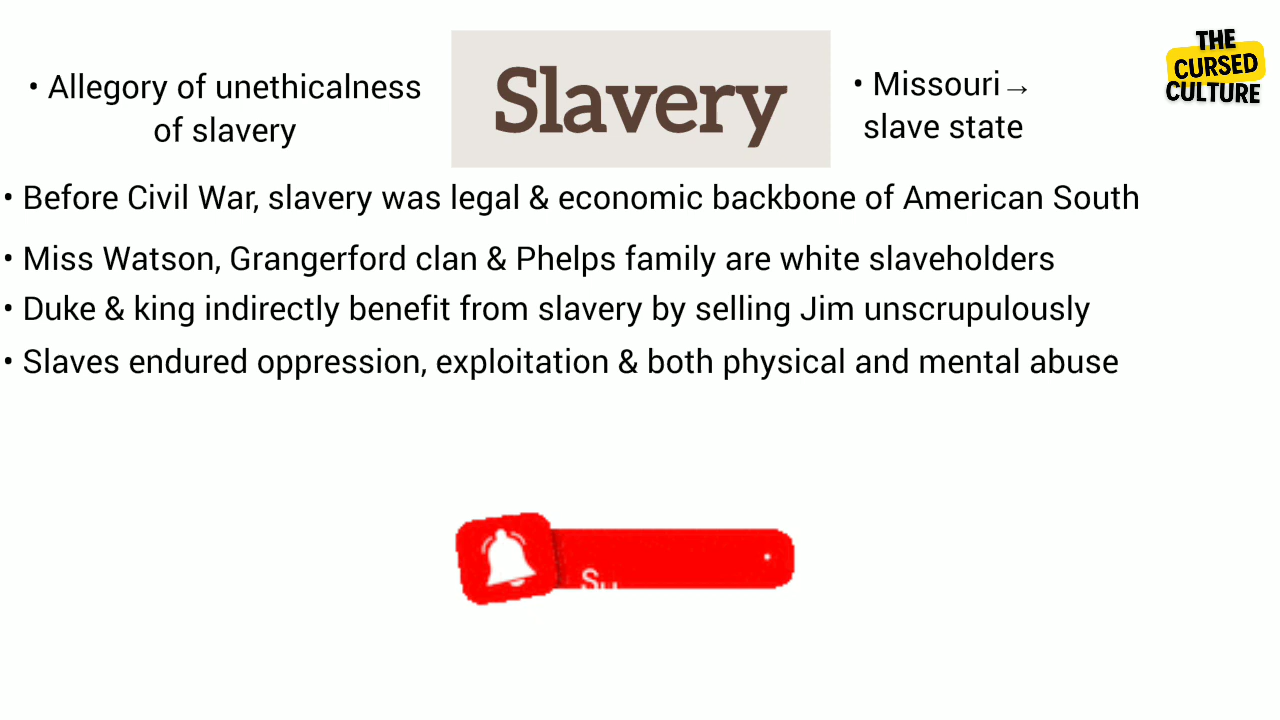 • Allegory of unethicalness
of slavery
Slavery
• Missouri→
slave state
THE
CURSED
CULTURE
• Before Civil War, slavery was legal & economic backbone of American South
• Miss Watson, Grangerford clan & Phelps family are white slaveholders
• Duke & king indirectly benefit from slavery by selling Jim unscrupulously
• Slaves endured oppression, exploitation & both physical and mental abuse